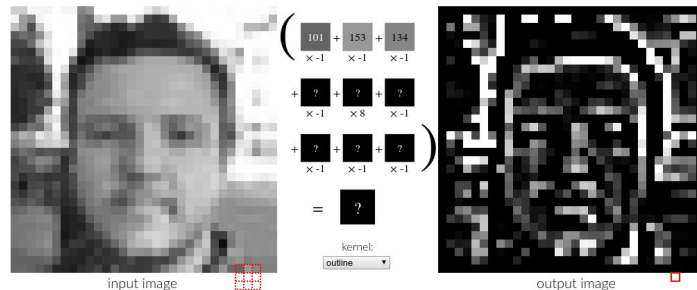 ( 101 + 153 + 134
× -1 × -1 × -1
+ ? + ? + ? +
× -1 × 8 × -1
+ ? + ? + ? )
× -1 × -1 × -1
= ?
kernel:
outline
input image
output image